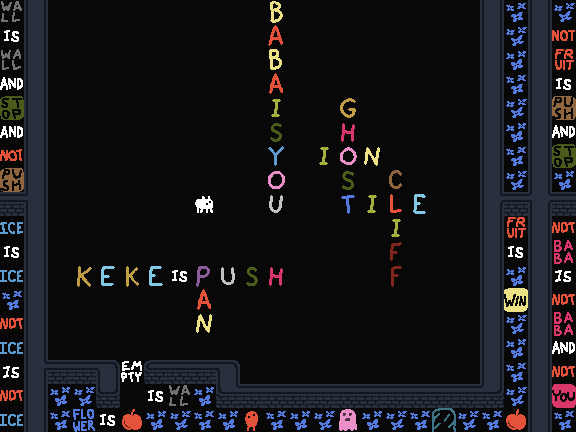 WALL IS WALL AND STOP AND NOT PUSH
ICE IS ICE NOT ICE IS NOT ICE
BABABAISYOU
GHOST
ION
CLIFF
TILE
KEKE IS PUSH
PAN
EMPTY
IS WALL
FLOWER IS
FRUIT IS WIN
NOT FRUIT IS PUSH AND STOP
NOT BABA IS NOT BABA AND NOT YOU